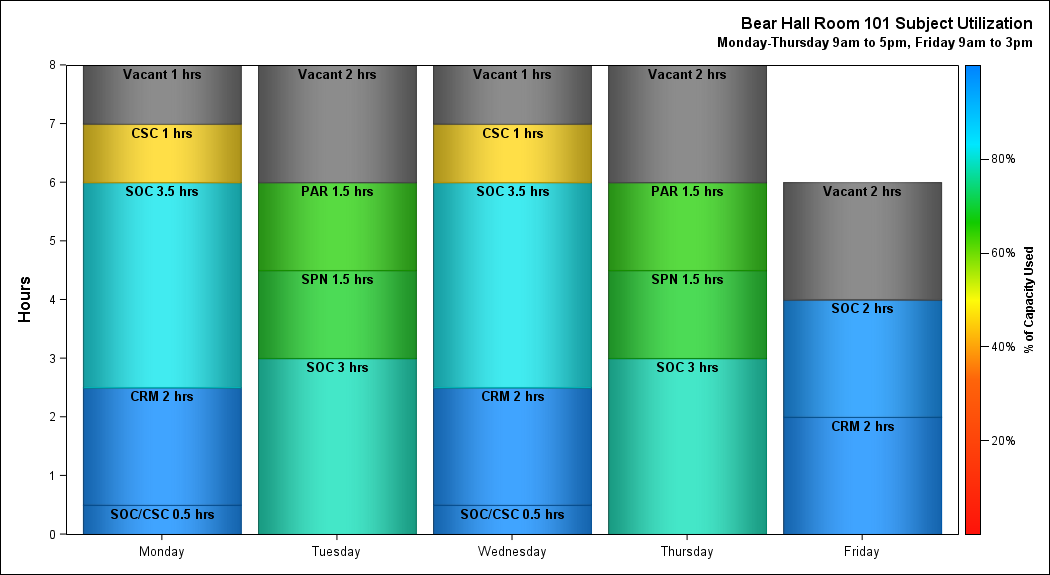 Bear Hall Room 101 Subject Utilization
Monday-Thursday 9am to 5pm, Friday 9am to 3pm
Hours
8
7
6
5
4
3
2
1
0
Vacant 1 hrs
CSC 1 hrs
SOC 3.5 hrs
CRM 2 hrs
SOC/CSC 0.5 hrs
Monday
Vacant 2 hrs
PAR 1.5 hrs
SPN 1.5 hrs
SOC 3 hrs
Tuesday
Vacant 1 hrs
CSC 1 hrs
SOC 3.5 hrs
CRM 2 hrs
SOC/CSC 0.5 hrs
Wednesday
Vacant 2 hrs
PAR 1.5 hrs
SPN 1.5 hrs
SOC 3 hrs
Thursday
Vacant 2 hrs
SOC 2 hrs
CRM 2 hrs
Friday
80%
60%
40%
20%
% of Capacity Used